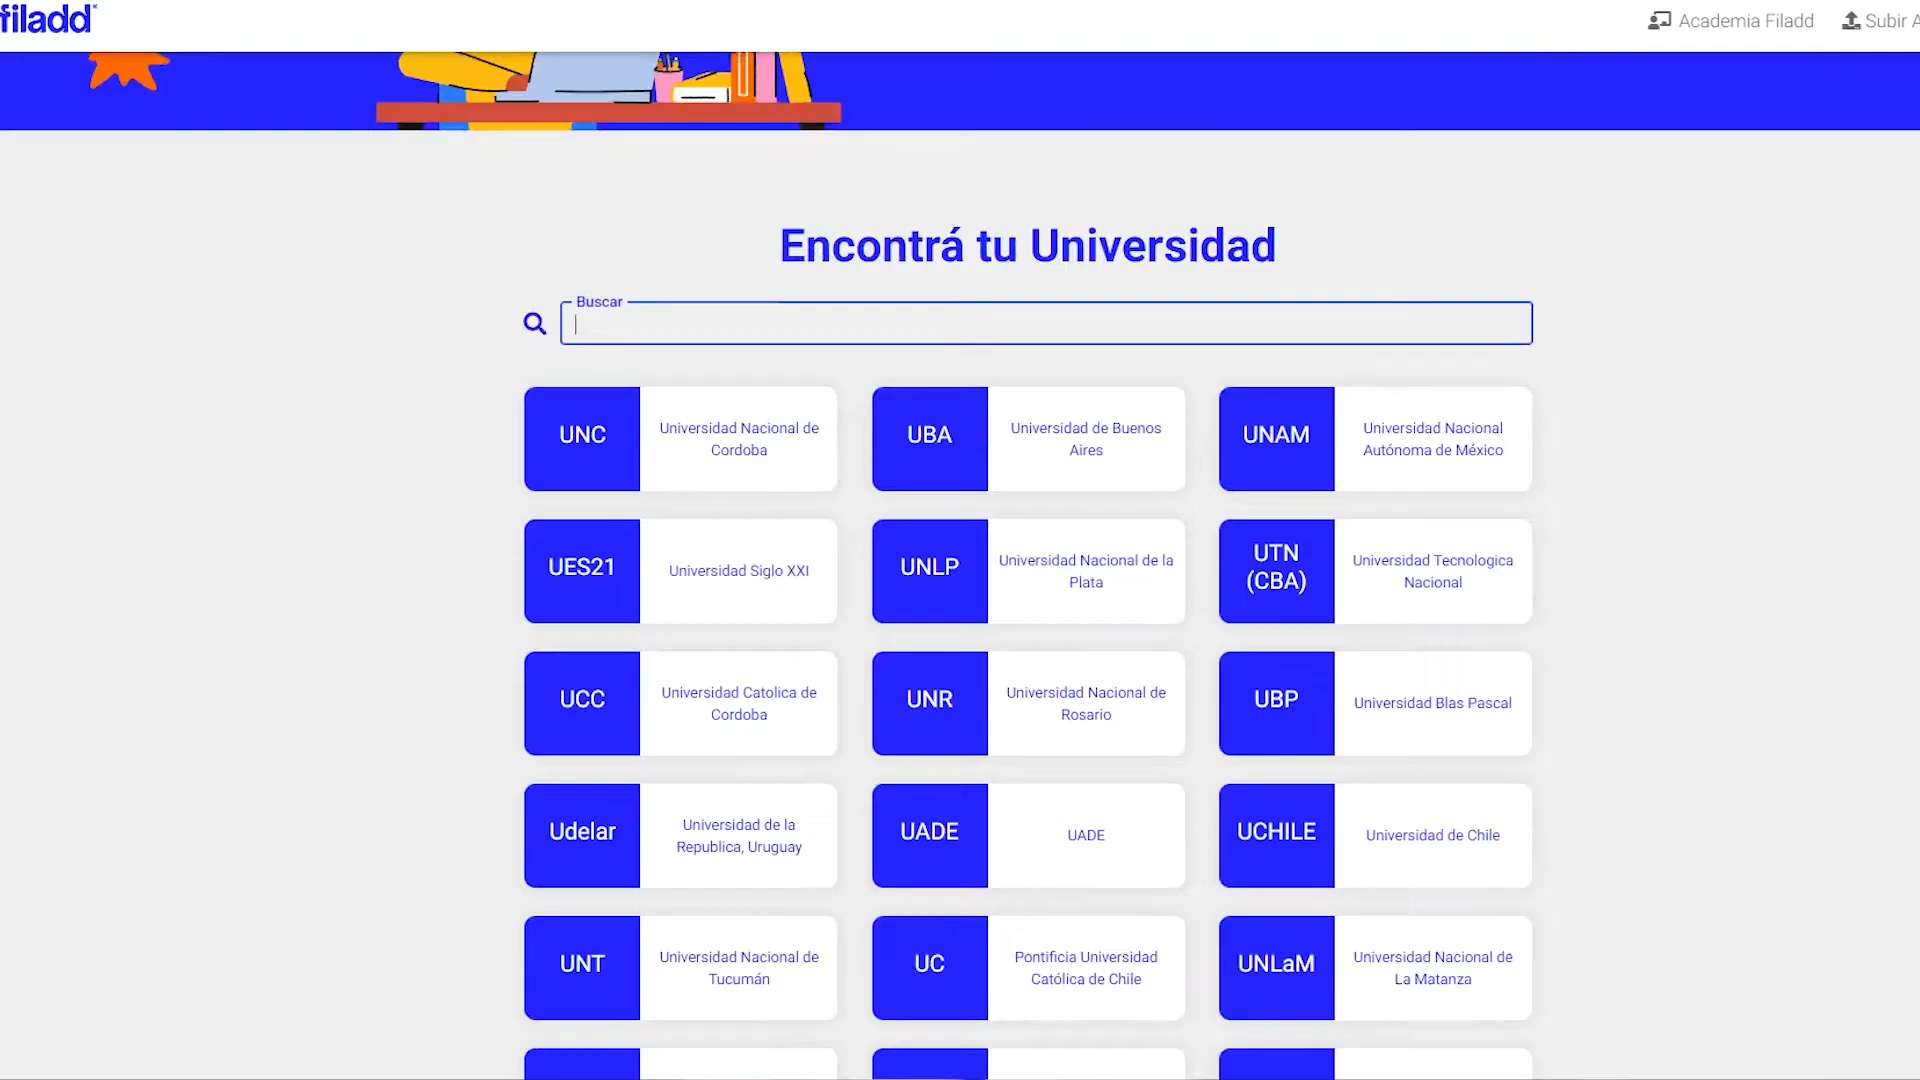 filadd
Academia Filadd
Subir A
Encontrá tu Universidad
Buscar
UNC
Universidad Nacional de
Cordoba
UBA
Universidad de Buenos
Aires
UNAM
Universidad Nacional
Autónoma de México
UES21
Universidad Siglo XXI
UNLP
Universidad Nacional de la
Plata
UTN
(CBA)
Universidad Tecnologica
Nacional
UCC
Universidad Catolica de
Cordoba
UNR
Universidad Nacional de
Rosario
UBP
Universidad Blas Pascal
Udelar
Universidad de la
Republica, Uruguay
UADE
UADE
UCHILE
Universidad de Chile
UNT
Universidad Nacional de
Tucumán
UC
Pontificia Universidad
Católica de Chile
UNLaM
Universidad Nacional de
La Matanza